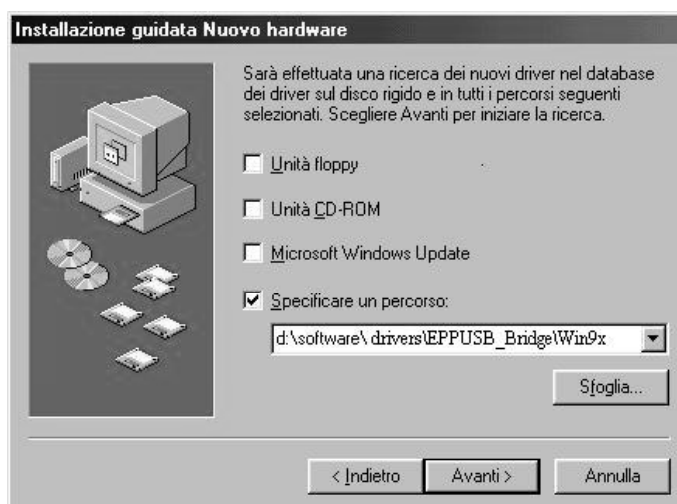 Installazione guidata Nuovo hardware
Sarà effettuata una ricerca dei nuovi driver nel database
dei driver sul disco rigido e in tutti i percorsi seguenti
selezionati. Scegliere Avanti per iniziare la ricerca.
Unità floppy
Unità CD-ROM
Microsoft Windows Update
Specificare un percorso:
d:\software\ drivers\EPPUSB_Bridge\Win9x
Sfoglia...
< Indietro
Avanti >
Annulla